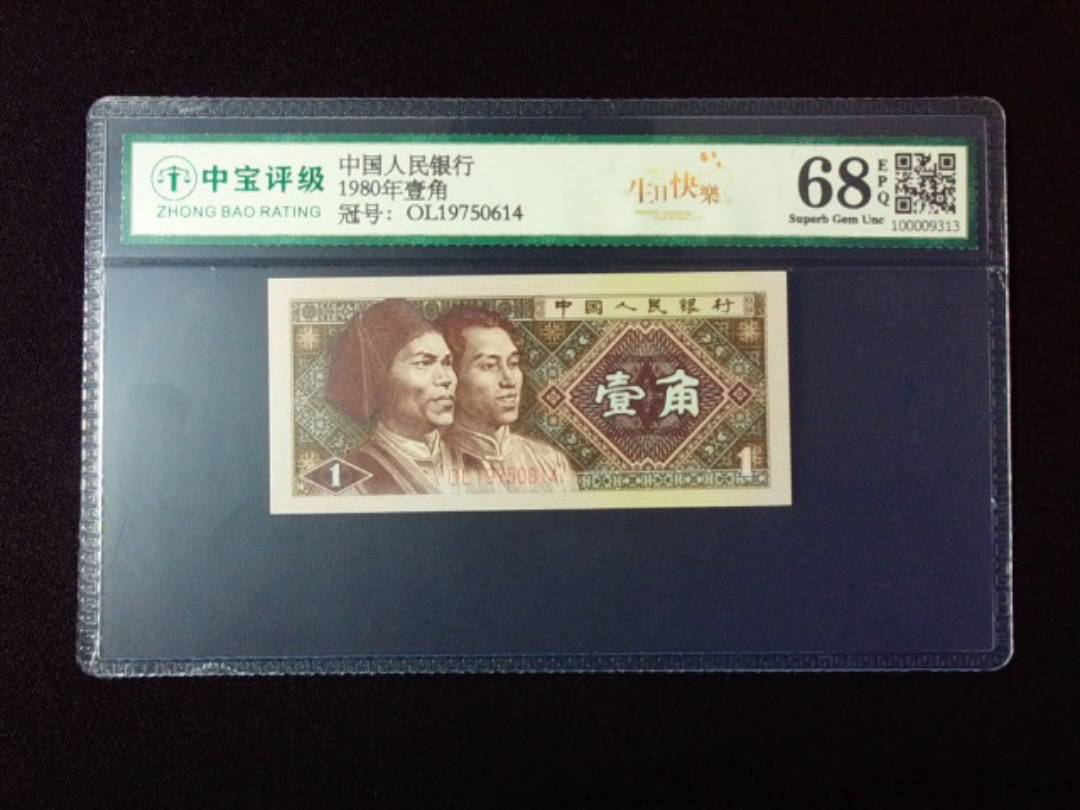 中宝评级
ZHONG BAO RATING
中国人民银行
1980年壹角
冠号: OL19750614
生日快樂
68
EPQ
Superb Gem Unc
100009313
中国人民银行
壹角
1
OL19750614
1